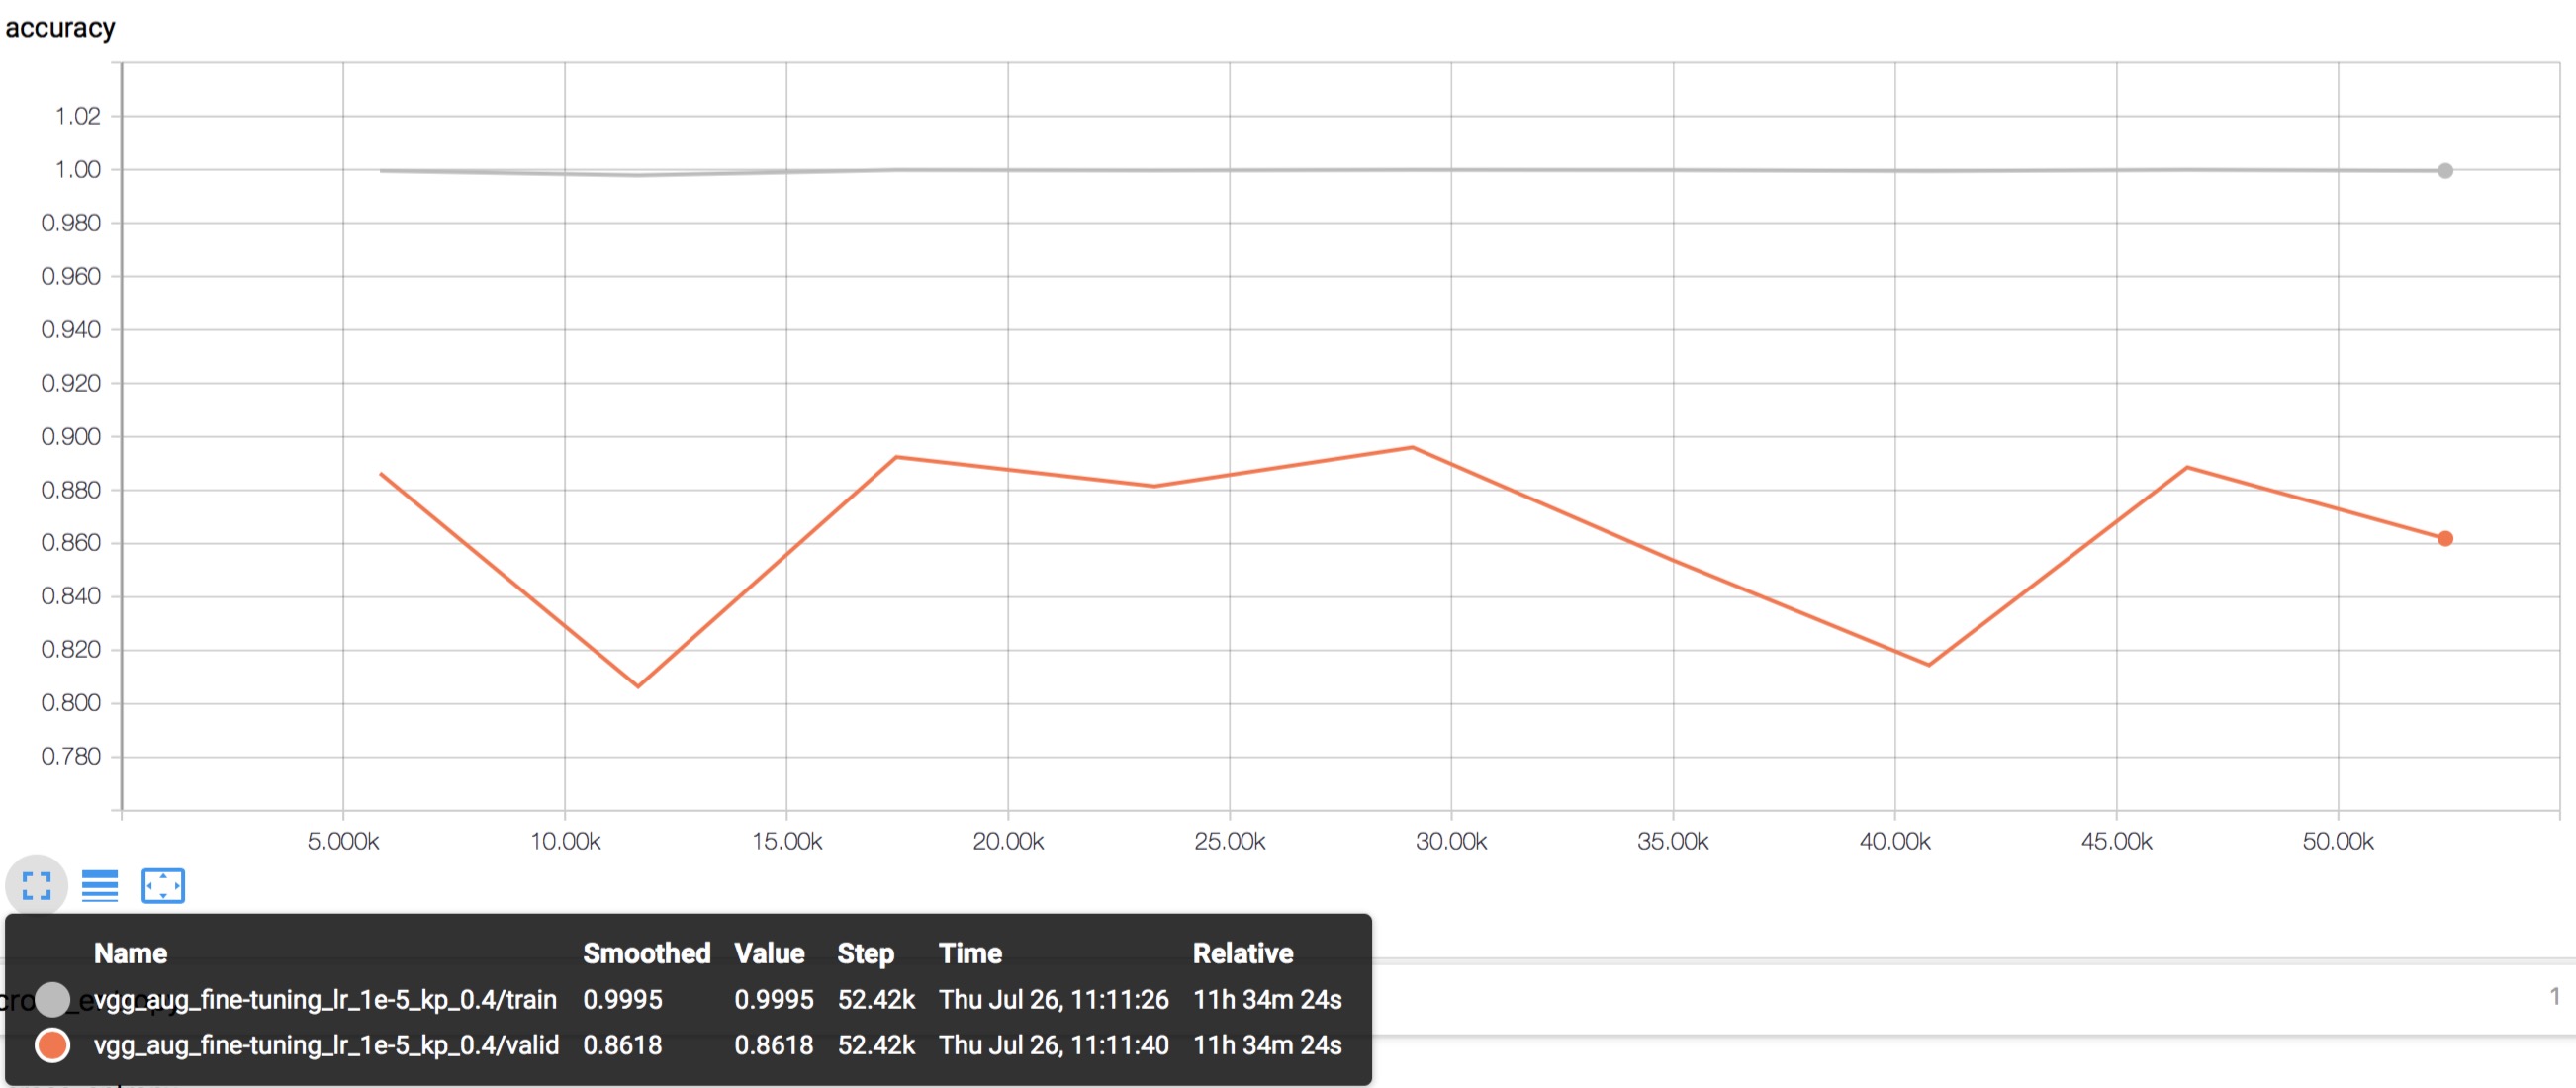 accuracy
1.02
1.00
0.980
0.960
0.940
0.920
0.900
0.880
0.860
0.840
0.820
0.800
0.780
5.000k 10.00k 15.00k 20.00k 25.00k 30.00k 35.00k 40.00k 45.00k 50.00k
Name Smoothed Value Step Time Relative
vgg_aug_fine-tuning_lr_1e-5_kp_0.4/train 0.9995 0.9995 52.42k Thu Jul 26, 11:11:26 11h 34m 24s
1
vgg_aug_fine-tuning_lr_1e-5_kp_0.4/valid 0.8618 0.8618 52.42k Thu Jul 26, 11:11:40 11h 34m 24s